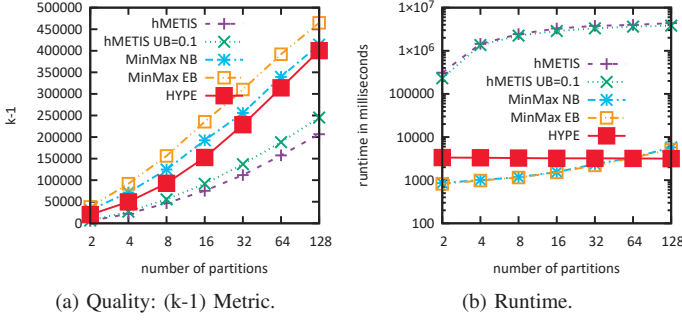 500000
450000
400000
350000
300000
250000
200000
150000
100000
50000
0
k-1
hMETIS
hMETIS UB=0.1
MinMax NB
MinMax EB
HYPE
2 4 8 16 32 64 128
number of partitions
(a) Quality: (k-1) Metric.
1×10⁶
100000
10000
1000
100
runtime in milliseconds
hMETIS
hMETIS UB=0.1
MinMax NB
MinMax EB
HYPE
2 4 8 16 32 64 128
number of partitions
(b) Runtime.